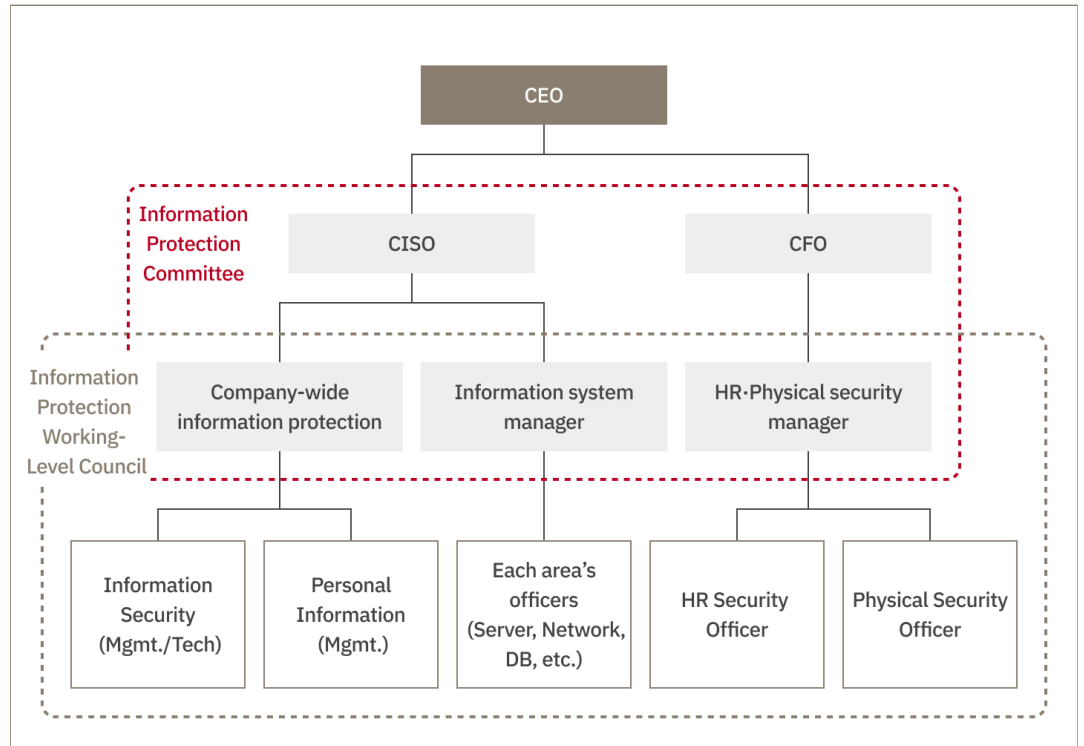 CEO
Information
Protection
Committee
CISO
CFO
Information
Protection
Working-
Level Council
Company-wide
information protection
Information system
manager
HR·Physical security
manager
Information
Security
(Mgmt./Tech)
Personal
Information
(Mgmt.)
Each area’s
officers
(Server, Network,
DB, etc.)
HR Security
Officer
Physical Security
Officer